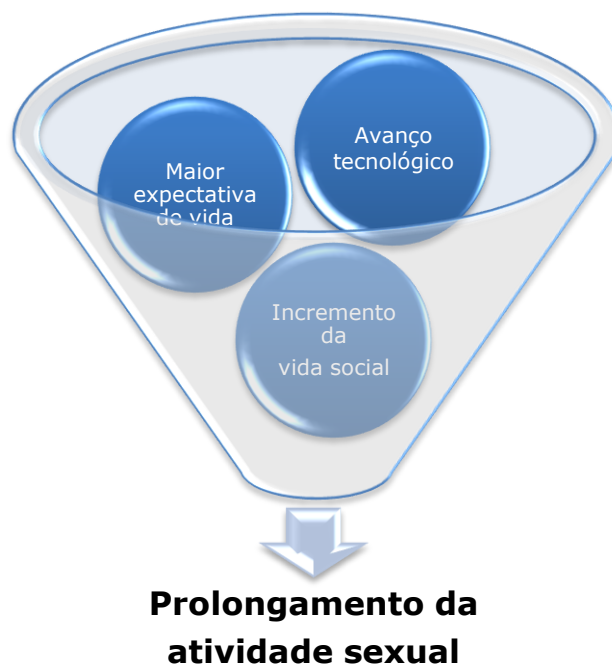 Maior
expectativa
de vida
Avanço
tecnológico
Incremento
da
vida social
Prolongamento da
atividade sexual